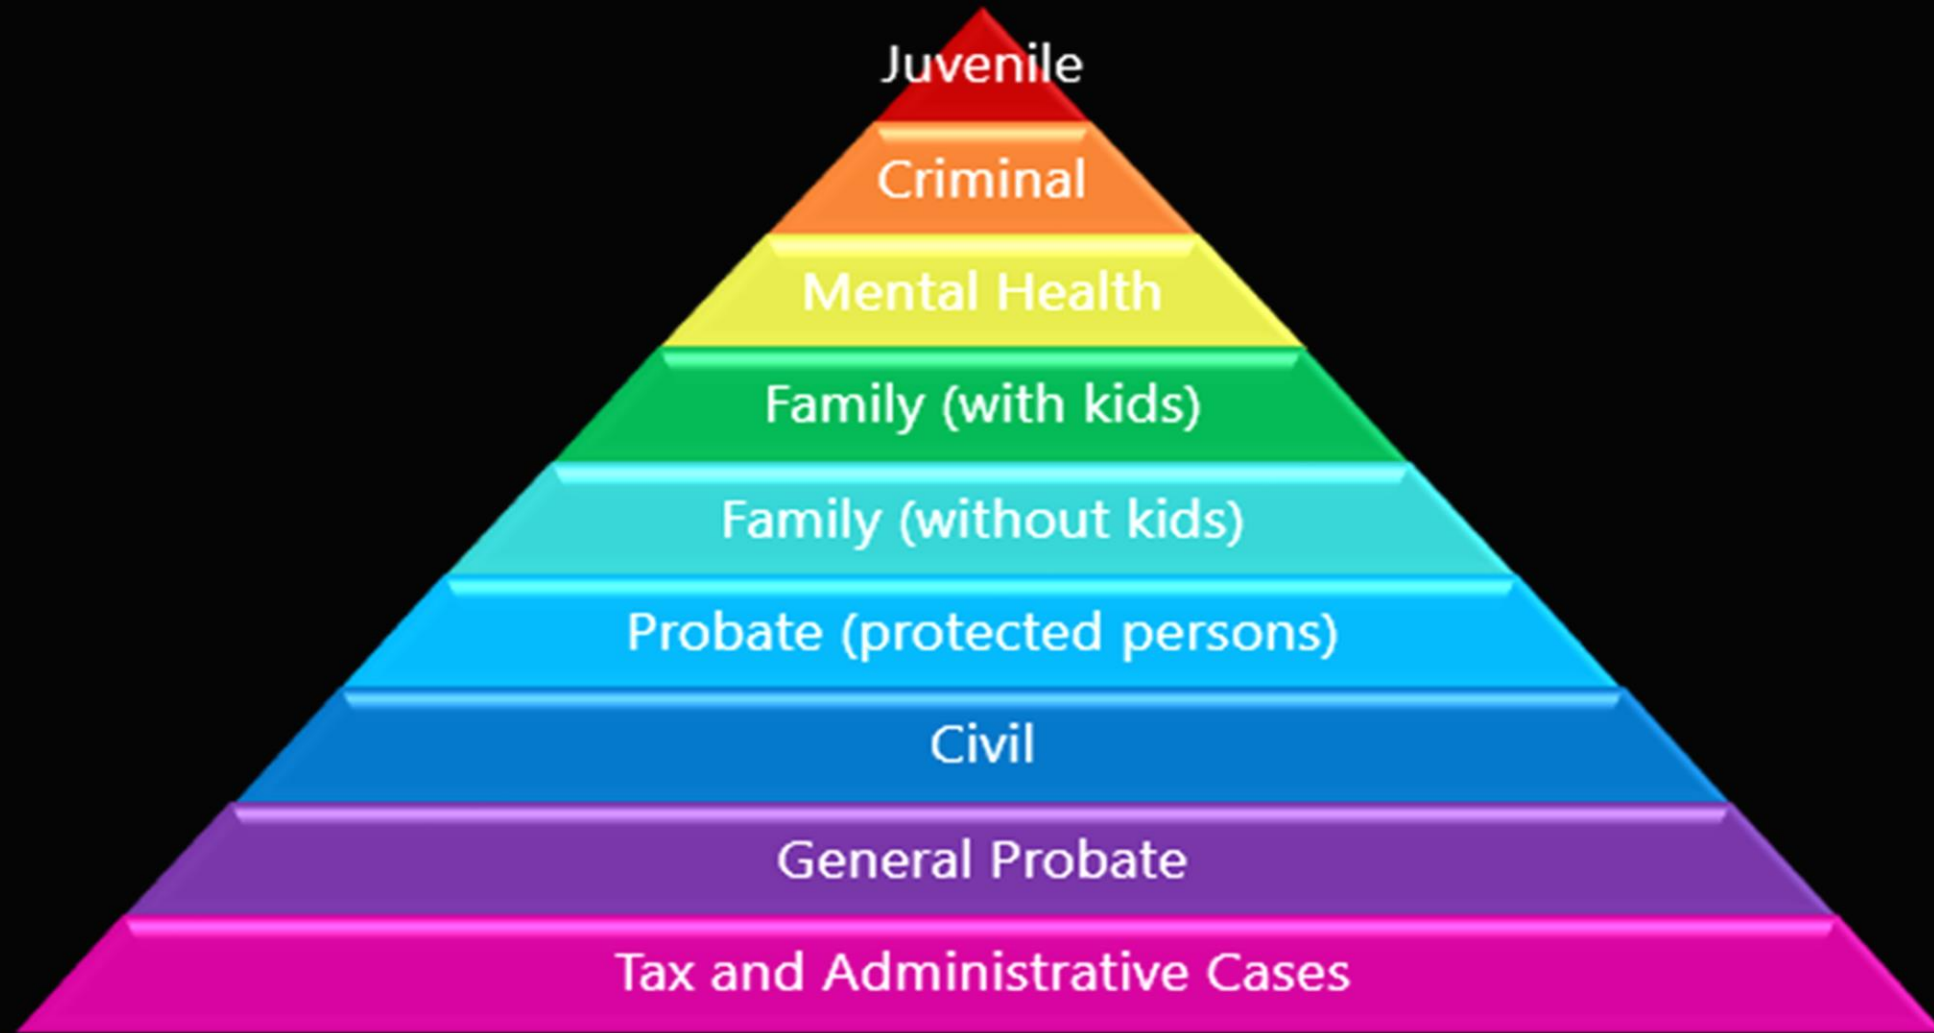 Juvenile
Criminal
Mental Health
Family (with kids)
Family (without kids)
Probate (protected persons)
Civil
General Probate
Tax and Administrative Cases